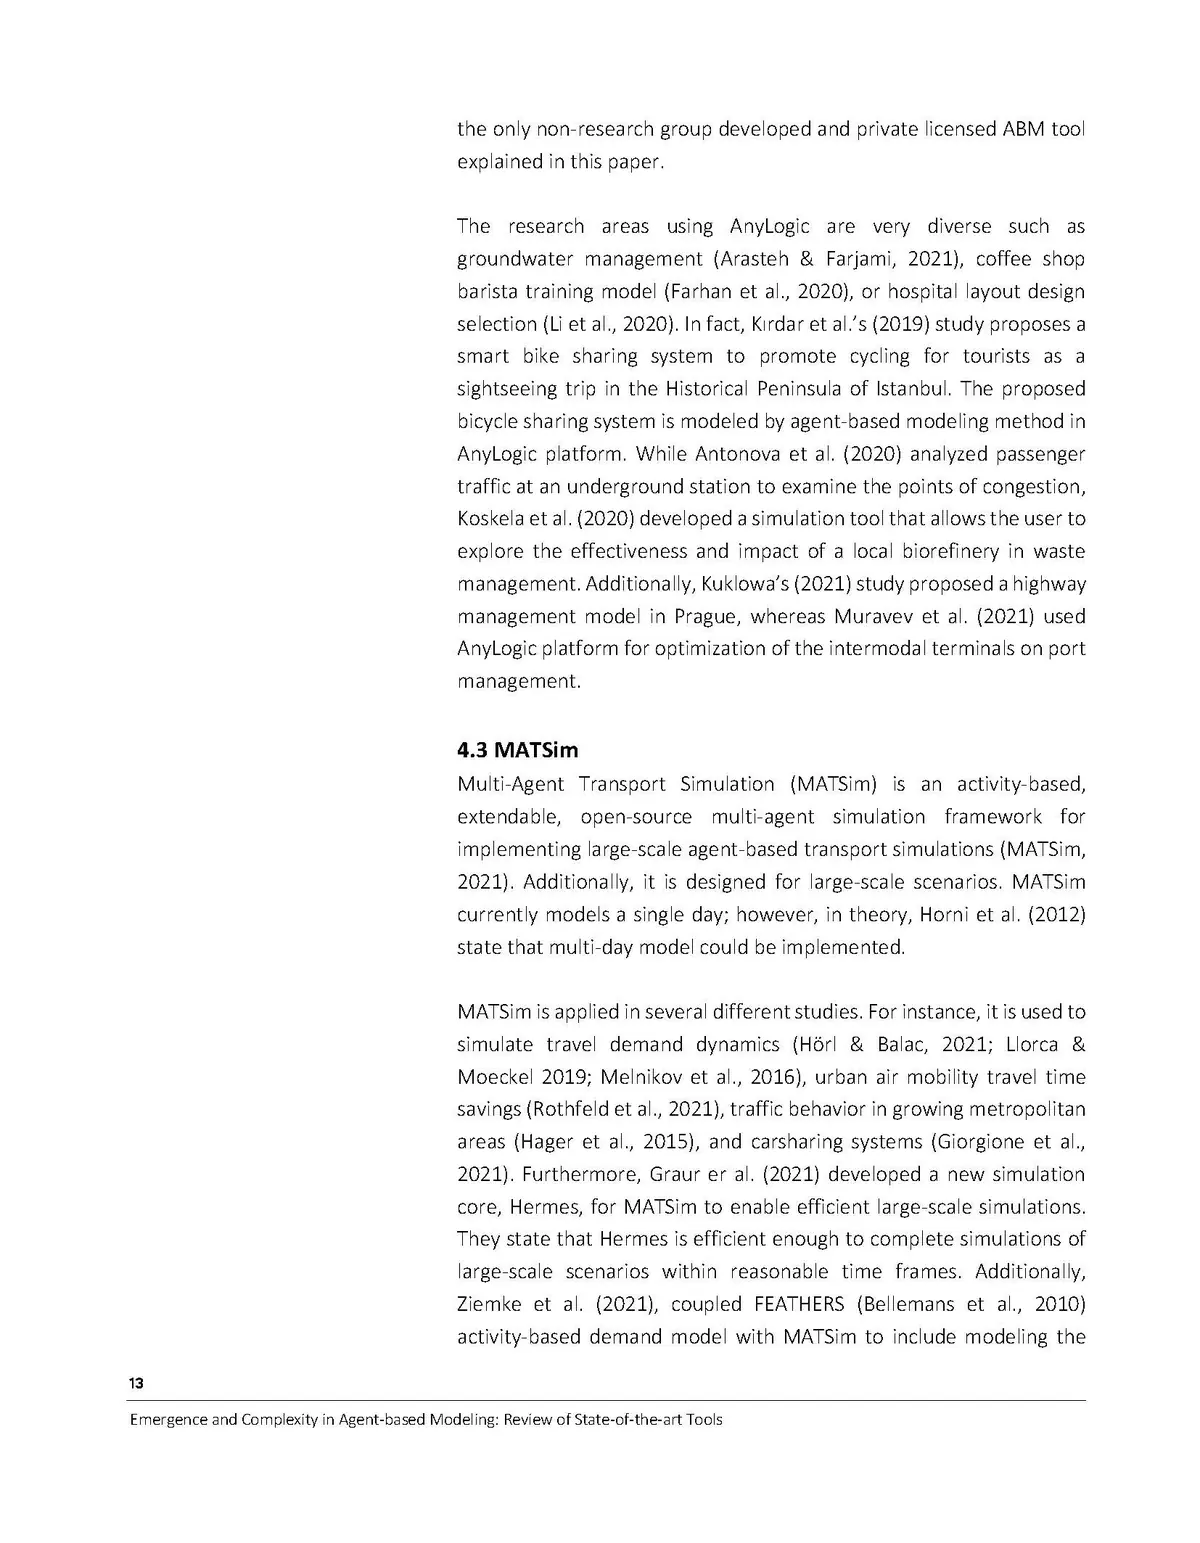 the only non-research group developed and private licensed ABM tool
explained in this paper.
The research areas using AnyLogic are very diverse such as
groundwater management (Arasteh & Farjami, 2021), coffee shop
barista training model (Farhan et al., 2020), or hospital layout design
selection (Li et al., 2020). In fact, Kırdar et al.'s (2019) study proposes a
smart bike sharing system to promote cycling for tourists as a
sightseeing trip in the Historical Peninsula of Istanbul. The proposed
bicycle sharing system is modeled by agent-based modeling method in
AnyLogic platform. While Antonova et al. (2020) analyzed passenger
traffic at an underground station to examine the points of congestion,
Koskela et al. (2020) developed a simulation tool that allows the user to
explore the effectiveness and impact of a local biorefinery in waste
management. Additionally, Kuklowa's (2021) study proposed a highway
management model in Prague, whereas Muravev et al. (2021) used
AnyLogic platform for optimization of the intermodal terminals on port
management.
4.3 MATSim
Multi-Agent Transport Simulation (MATSim) is an activity-based,
extendable, open-source multi-agent simulation framework for
implementing large-scale agent-based transport simulations (MATSim,
2021). Additionally, it is designed for large-scale scenarios. MATSim
currently models a single day; however, in theory, Horni et al. (2012)
state that multi-day model could be implemented.
MATSim is applied in several different studies. For instance, it is used to
simulate travel demand dynamics (Hörl & Balac, 2021; Llorca &
Moeckel 2019; Melnikov et al., 2016), urban air mobility travel time
savings (Rothfeld et al., 2021), traffic behavior in growing metropolitan
areas (Hager et al., 2015), and carsharing systems (Giorgione et al.,
2021). Furthermore, Graur er al. (2021) developed a new simulation
core, Hermes, for MATSim to enable efficient large-scale simulations.
They state that Hermes is efficient enough to complete simulations of
large-scale scenarios within reasonable time frames. Additionally,
Ziemke et al. (2021), coupled FEATHERS (Bellemans et al., 2010)
activity-based demand model with MATSim to include modeling the
13
Emergence and Complexity in Agent-based Modeling: Review of State-of-the-art Tools